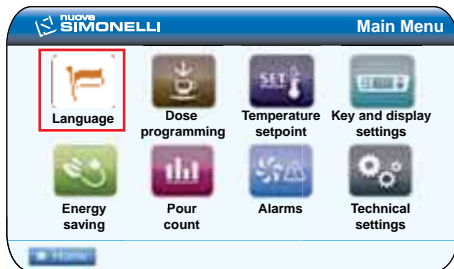 nuova
SIMONELLI
Main Menu
SET
Language
Dose
programming
Temperature
setpoint
Key and display
settings
Energy
saving
Pour
count
Alarms
Technical
settings
Home